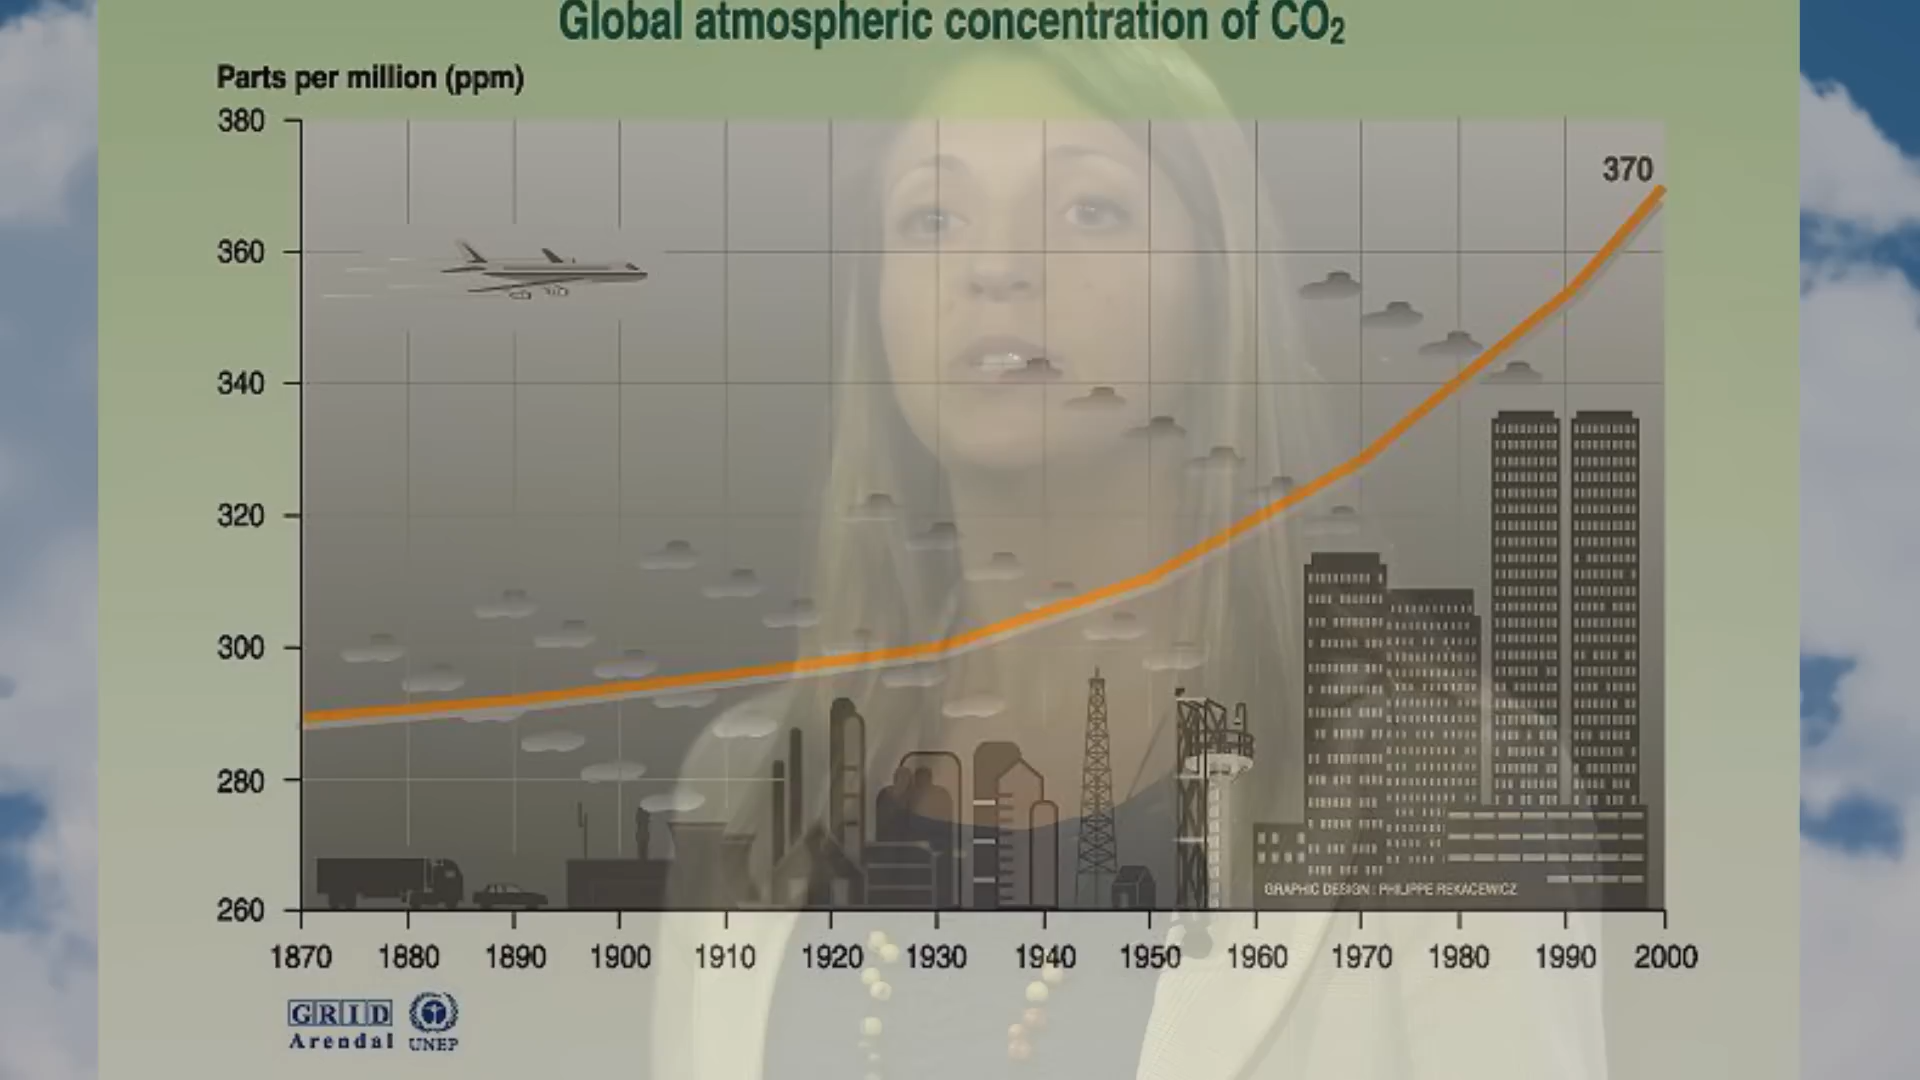 Global atmospheric concentration of CO₂
Parts per million (ppm)
380
370
360
340
320
300
280
260
GRAPHIC DESIGN : PHILIPPE REKACEWICZ
1870 1880 1890 1900 1910 1920 1930 1940 1950 1960 1970 1980 1990 2000
GRID
Arendal
UNEP